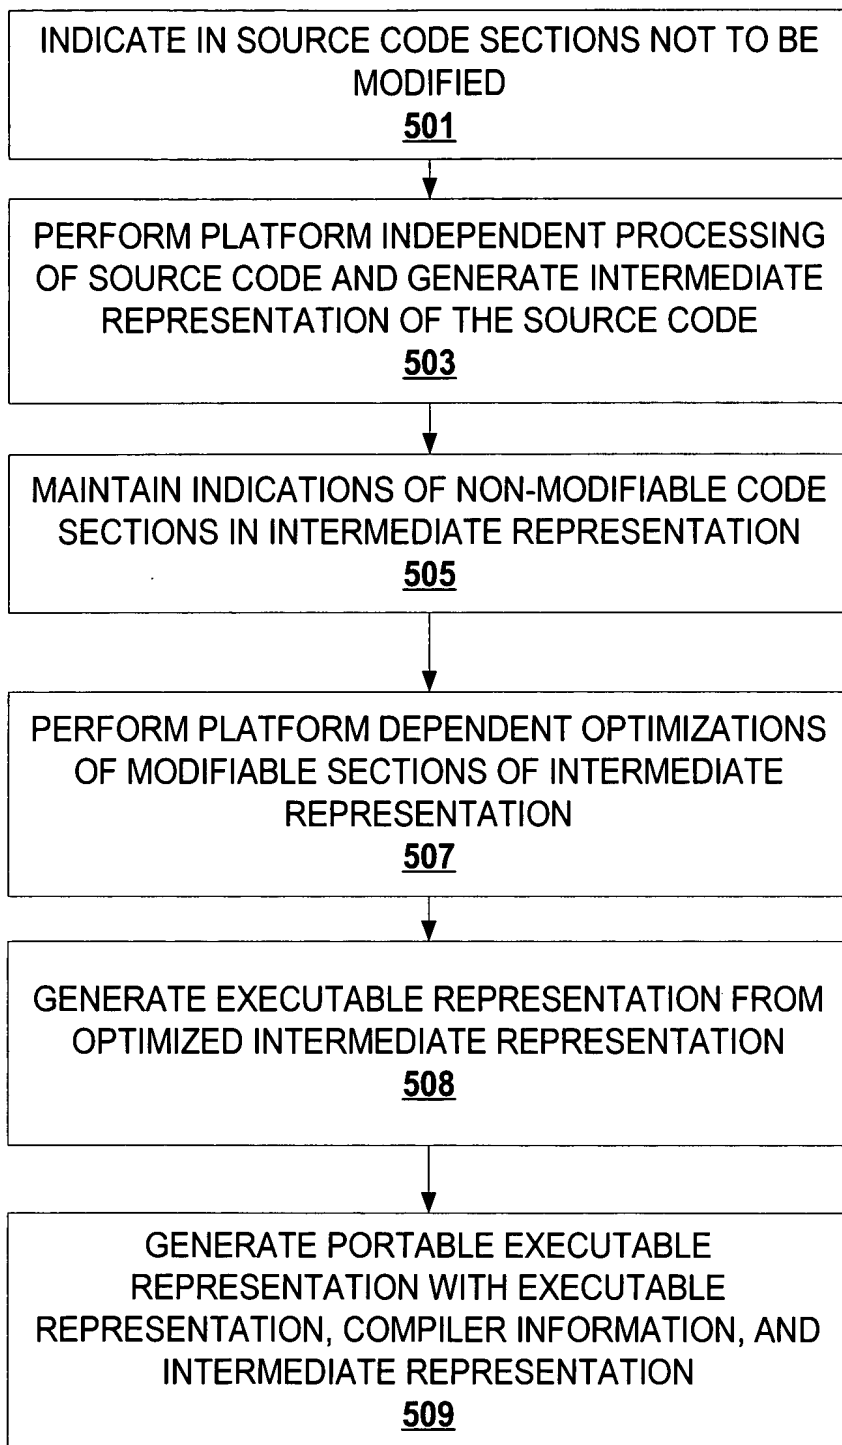 INDICATE IN SOURCE CODE SECTIONS NOT TO BE
MODIFIED
501
PERFORM PLATFORM INDEPENDENT PROCESSING
OF SOURCE CODE AND GENERATE INTERMEDIATE
REPRESENTATION OF THE SOURCE CODE
503
MAINTAIN INDICATIONS OF NON-MODIFIABLE CODE
SECTIONS IN INTERMEDIATE REPRESENTATION
505
PERFORM PLATFORM DEPENDENT OPTIMIZATIONS
OF MODIFIABLE SECTIONS OF INTERMEDIATE
REPRESENTATION
507
GENERATE EXECUTABLE REPRESENTATION FROM
OPTIMIZED INTERMEDIATE REPRESENTATION
508
GENERATE PORTABLE EXECUTABLE
REPRESENTATION WITH EXECUTABLE
REPRESENTATION, COMPILER INFORMATION, AND
INTERMEDIATE REPRESENTATION
509